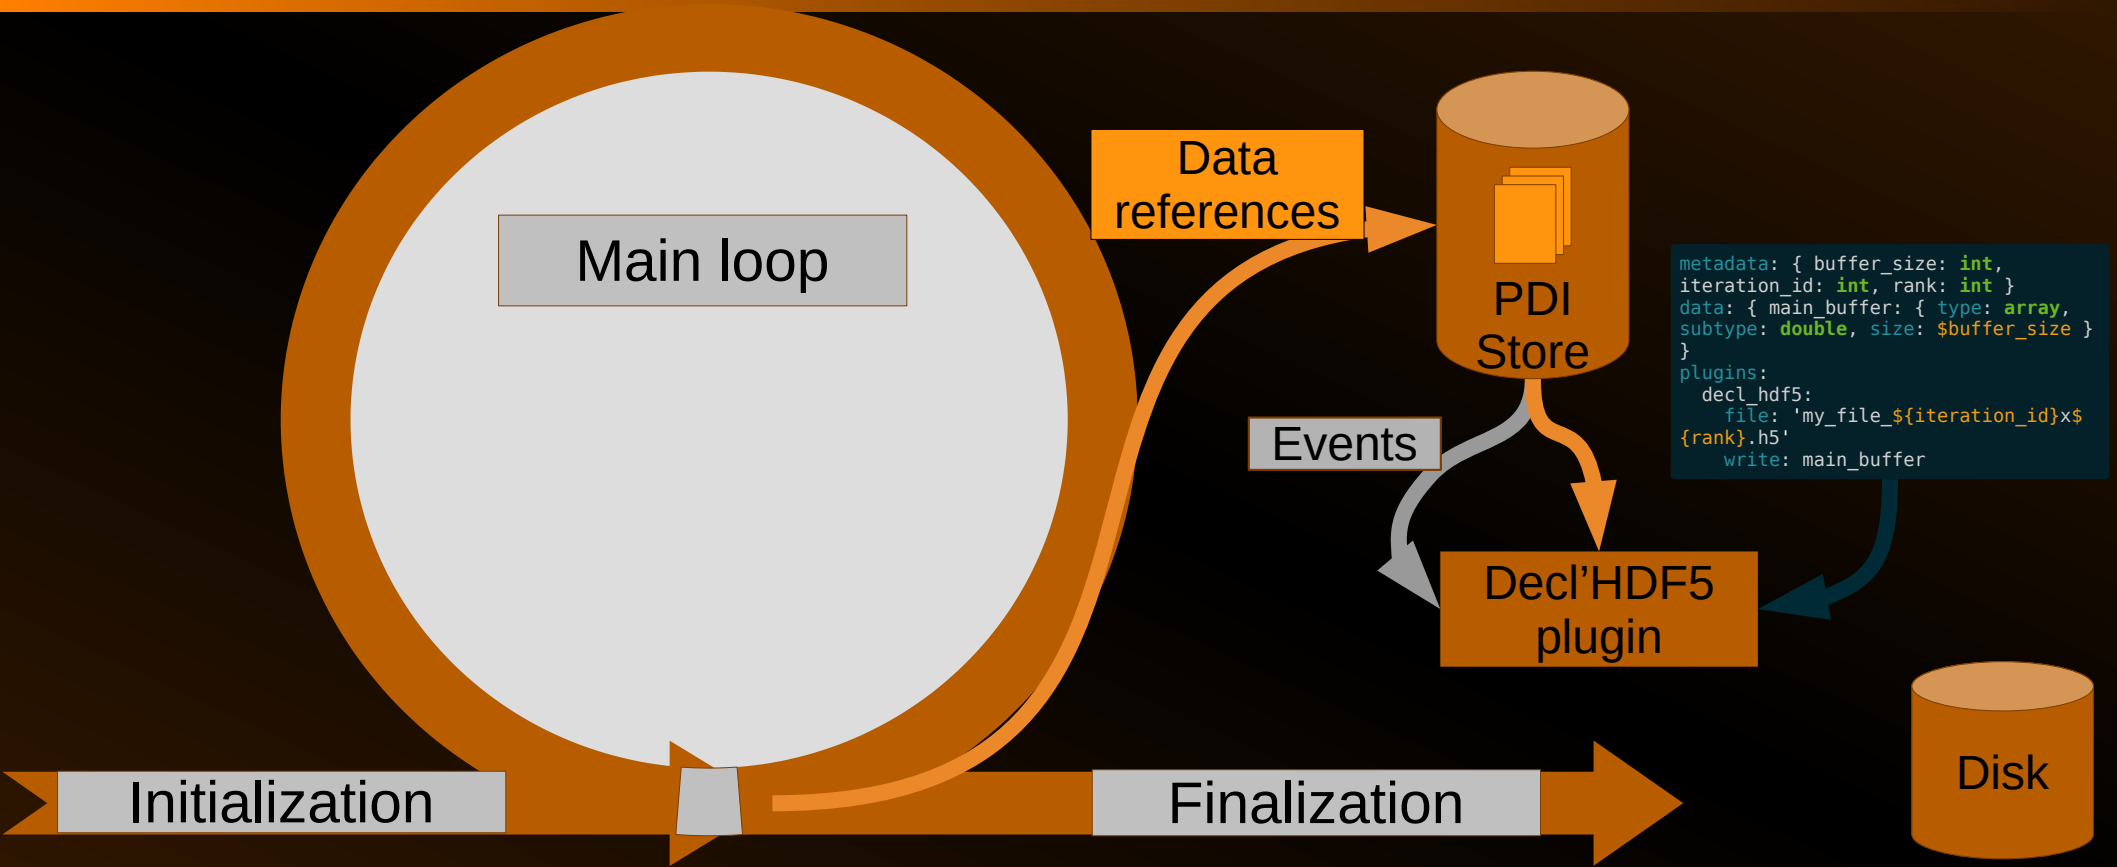 Main loop
Data
references
PDI
Store
Events
metadata: { buffer_size: int,
iteration_id: int, rank: int }
data: { main_buffer: { type: array,
subtype: double, size: $buffer_size }
}
plugins:
  decl_hdf5:
    file: 'my_file_${iteration_id}x$
{rank}.h5'
    write: main_buffer
Decl’HDF5
plugin
Disk
Initialization
Finalization